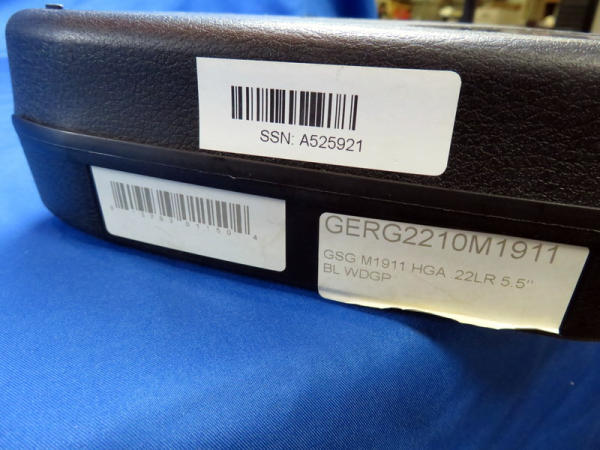 SSN: A525921
GERG2210M1911
GSG M1911 HGA .22LR 5.5"
BL WDGP